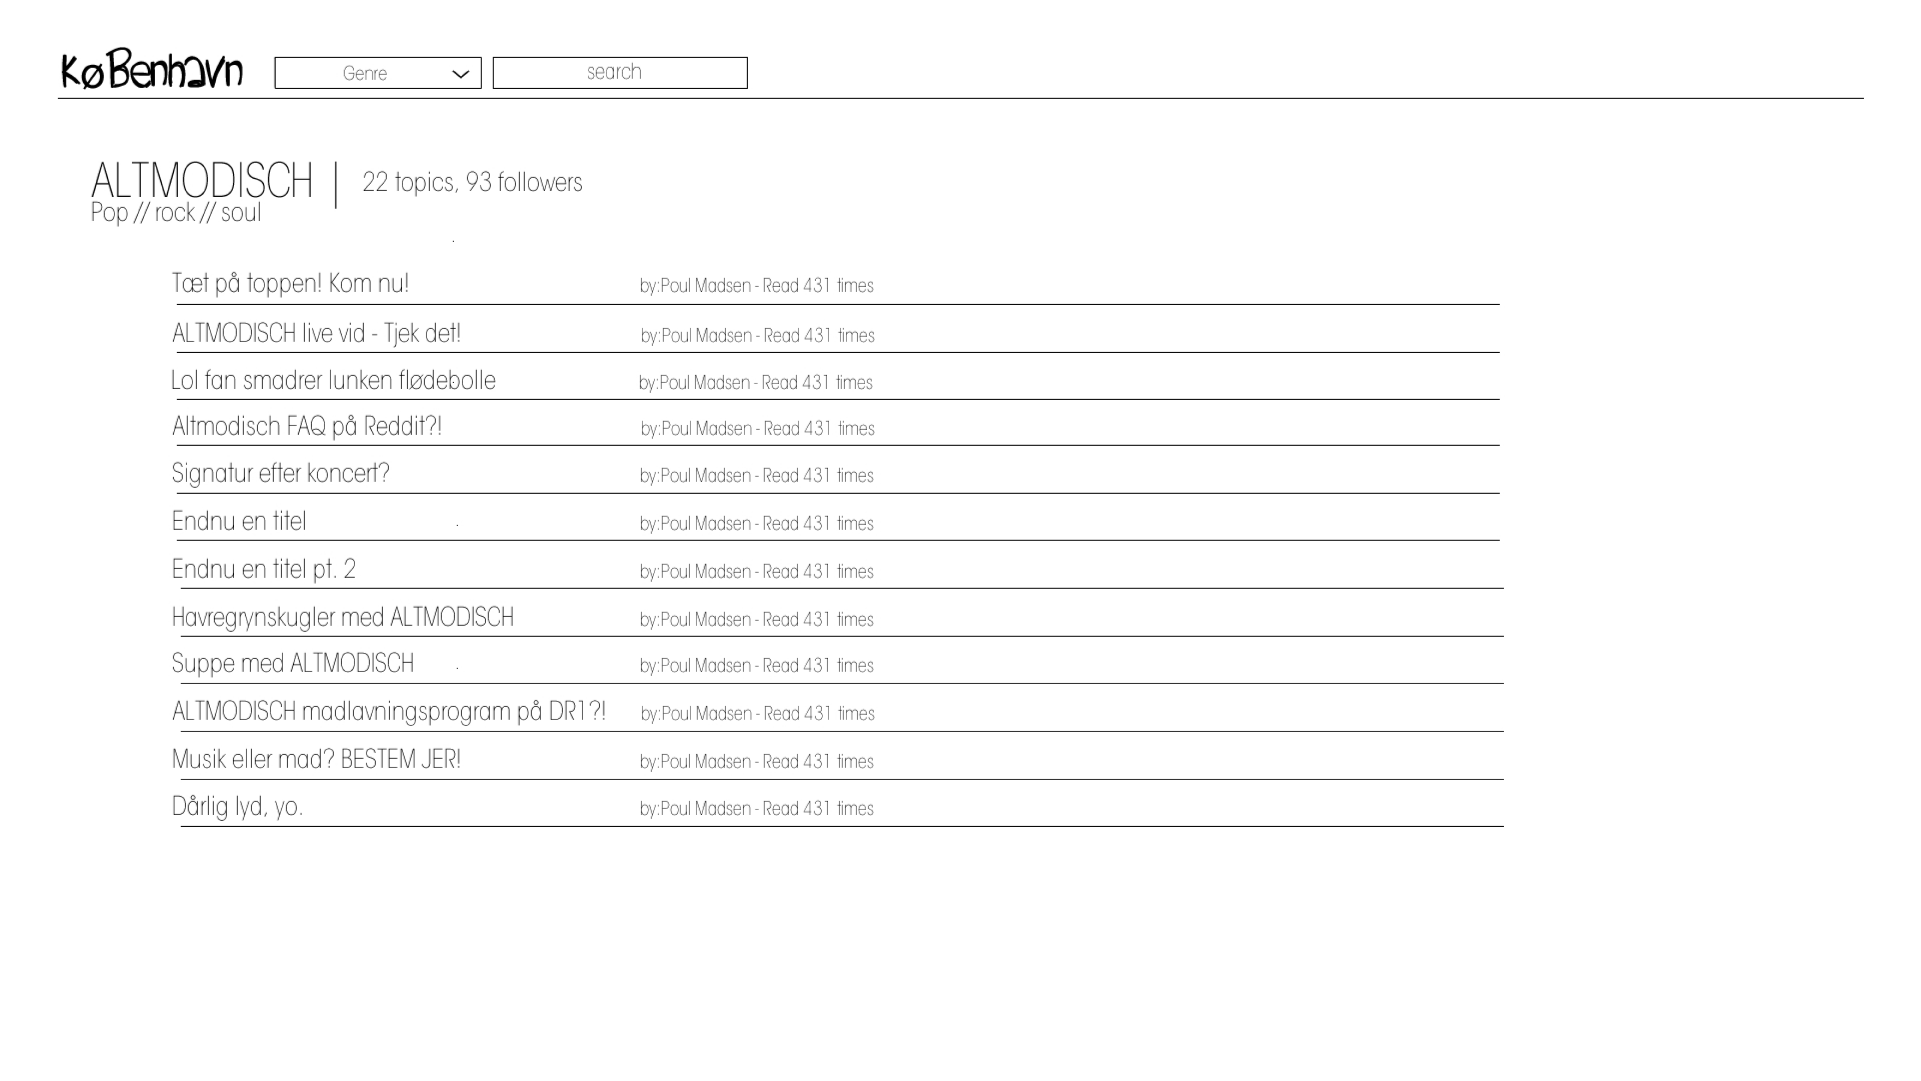 KøBenhavn Genre search
ALTMODISCH | 22 topics, 93 followers
Pop // rock // soul
Tæt på toppen! Kom nu! by:Poul Madsen - Read 431 times
ALTMODISCH live vid - Tjek det! by:Poul Madsen - Read 431 times
Lol fan smadrer lunken flødebolle by:Poul Madsen - Read 431 times
Altmodisch FAQ på Reddit?! by:Poul Madsen - Read 431 times
Signatur efter koncert? by:Poul Madsen - Read 431 times
Endnu en titel by:Poul Madsen - Read 431 times
Endnu en titel pt. 2 by:Poul Madsen - Read 431 times
Havregrynskugler med ALTMODISCH by:Poul Madsen - Read 431 times
Suppe med ALTMODISCH by:Poul Madsen - Read 431 times
ALTMODISCH madlavningsprogram på DR1?! by:Poul Madsen - Read 431 times
Musik eller mad? BESTEM JER! by:Poul Madsen - Read 431 times
Dårlig lyd, yo. by:Poul Madsen - Read 431 times